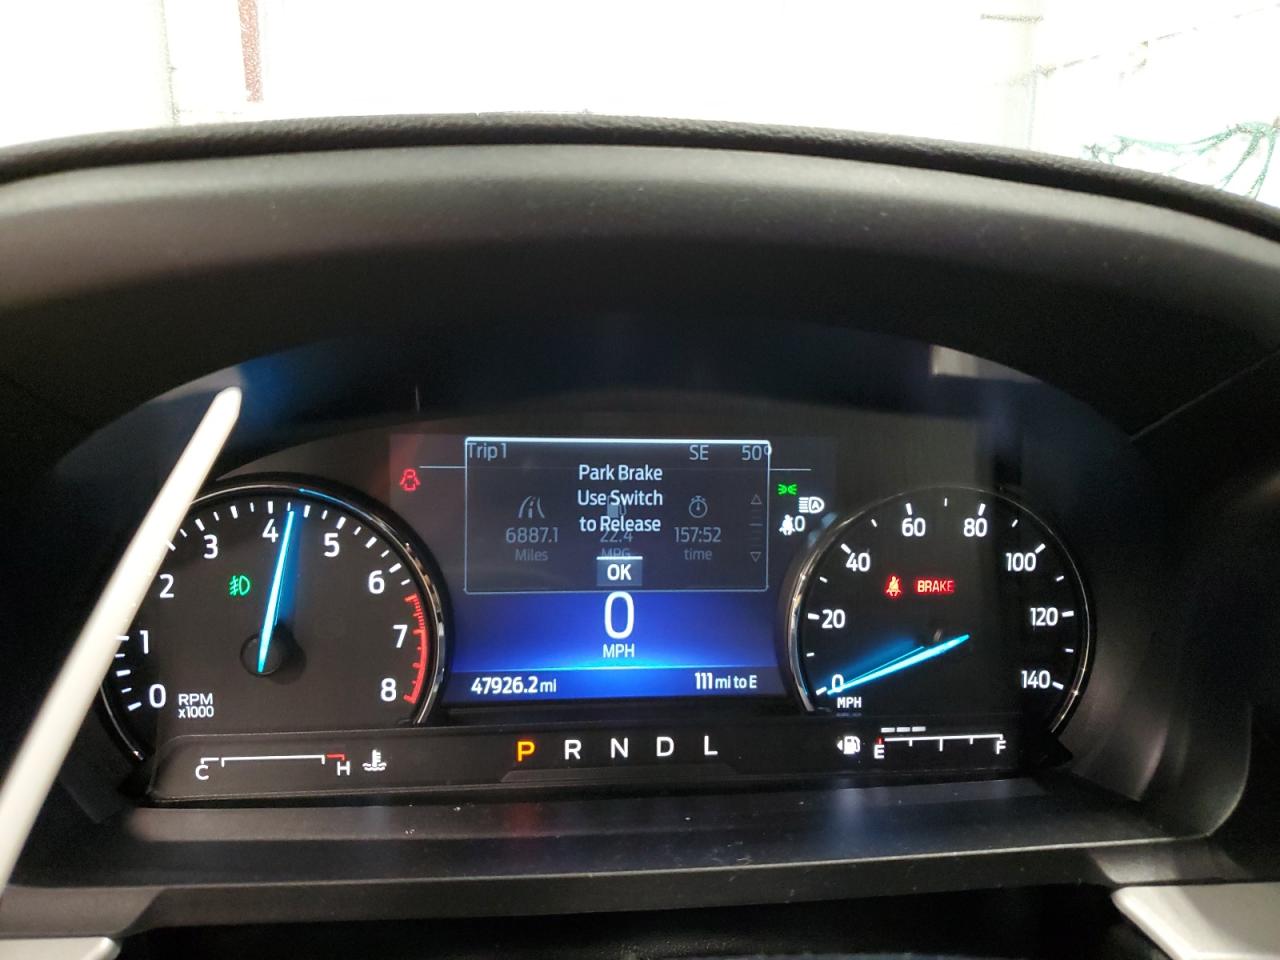 Trip 1 SE 50°
Park Brake
Use Switch
to Release
6887.1 22.4 157:52
Miles MPG time
OK
0
MPH
47926.2 mi 111 mi to E
0 1 2 3 4 5 6 7 8
RPM
x1000
0 20 40 60 80 100 120 140
MPH
BRAKE
A
0
C H
P R N D L
E F